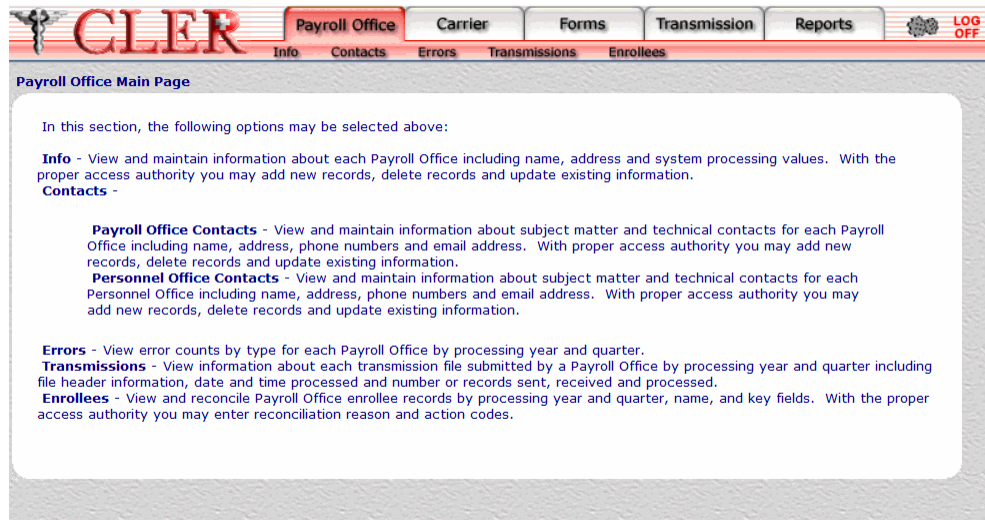 CLER
Payroll Office Carrier Forms Transmission Reports LOG OFF
Info Contacts Errors Transmissions Enrollees
Payroll Office Main Page
In this section, the following options may be selected above:
Info - View and maintain information about each Payroll Office including name, address and system processing values. With the
proper access authority you may add new records, delete records and update existing information.
Contacts -
Payroll Office Contacts - View and maintain information about subject matter and technical contacts for each Payroll
Office including name, address, phone numbers and email address. With proper access authority you may add new
records, delete records and update existing information.
Personnel Office Contacts - View and maintain information about subject matter and technical contacts for each
Personnel Office including name, address, phone numbers and email address. With proper access authority you may
add new records, delete records and update existing information.
Errors - View error counts by type for each Payroll Office by processing year and quarter.
Transmissions - View information about each transmission file submitted by a Payroll Office by processing year and quarter including
file header information, date and time processed and number or records sent, received and processed.
Enrollees - View and reconcile Payroll Office enrollee records by processing year and quarter, name, and key fields. With the proper
access authority you may enter reconciliation reason and action codes.